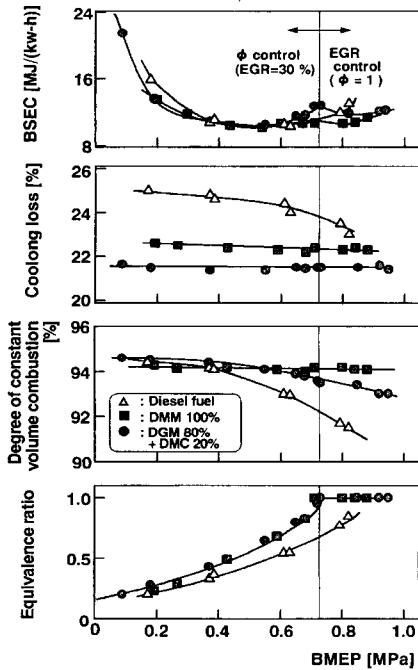 ϕ control
(EGR=30 %)
EGR
control
(ϕ = 1)
BSEC [MJ/(kw-h)]
20
16
12
8
Coolong loss [%]
26
24
22
20
Degree of constant
volume combustion
[%]
96
94
92
90
△ : Diesel fuel
■ : DMM 100%
● : DGM 80%
+ DMC 20%
Equivalence ratio
1.0
0.5
0
0 0.2 0.4 0.6 0.8 1.0
BMEP [MPa]